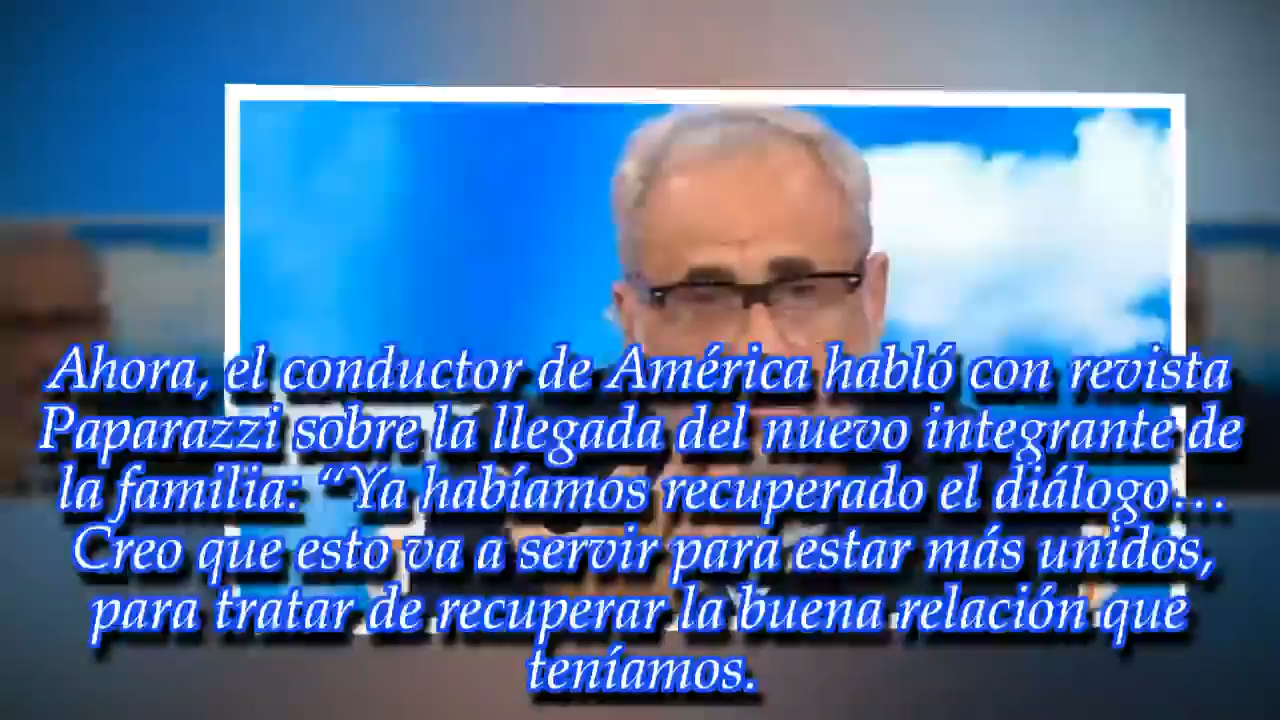 Ahora, el conductor de América habló con revista
Paparazzi sobre la llegada del nuevo integrante de
la familia: “Ya habíamos recuperado el diálogo…
Creo que esto va a servir para estar más unidos,
para tratar de recuperar la buena relación que
teníamos.